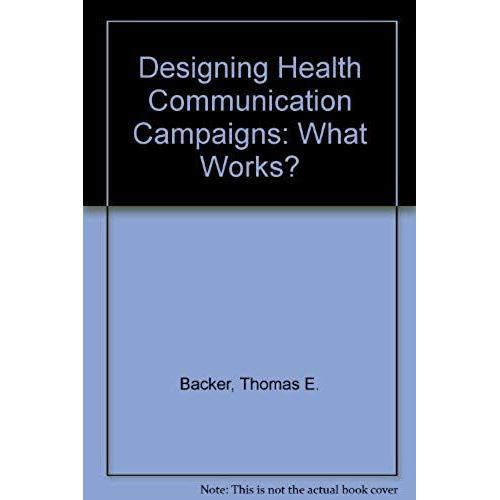 Designing Health
Communication
Campaigns: What
Works?
Backer, Thomas E.
Note: This is not the actual book cover